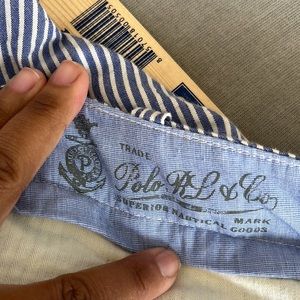 TRADE
Polo RL & Co.
SUPERIOR NAUTICAL MARK
GOODS